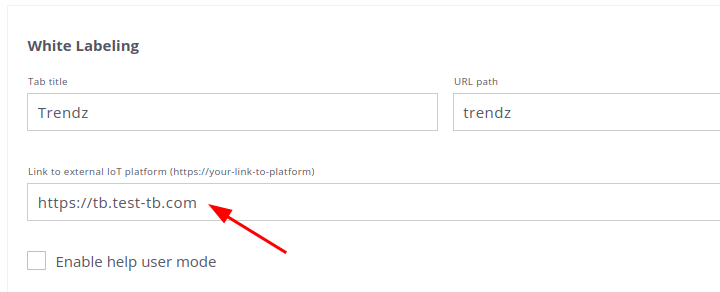 White Labeling
Tab title
URL path
Trendz
trendz
Link to external IoT platform (https://your-link-to-platform)
https://tb.test-tb.com
Enable help user mode